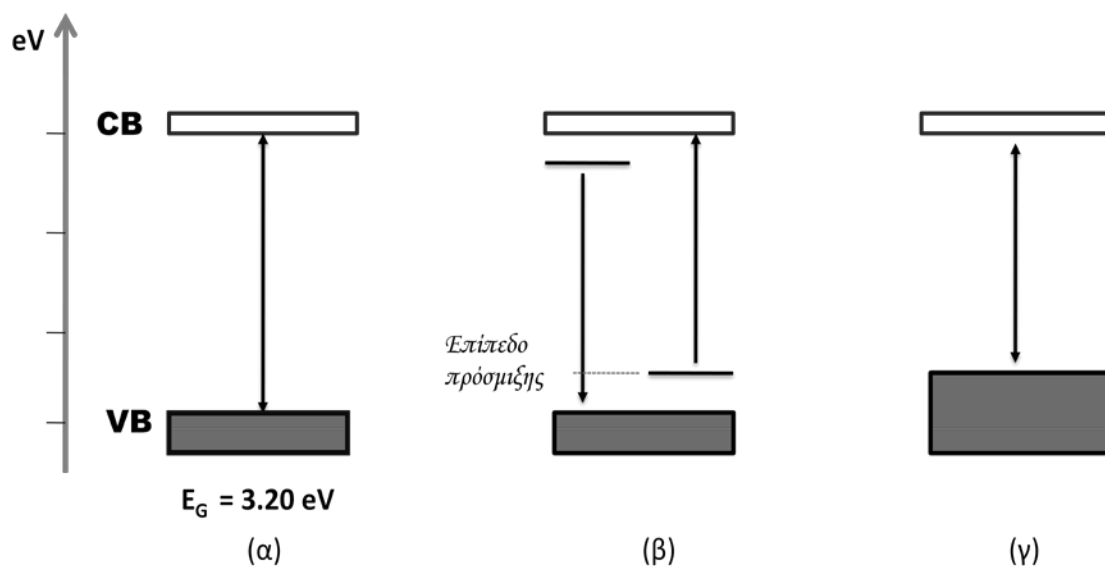 eV
CB
Επίπεδο
πρόσμιξης
VB
E_G = 3.20 eV
(α)
(β)
(γ)